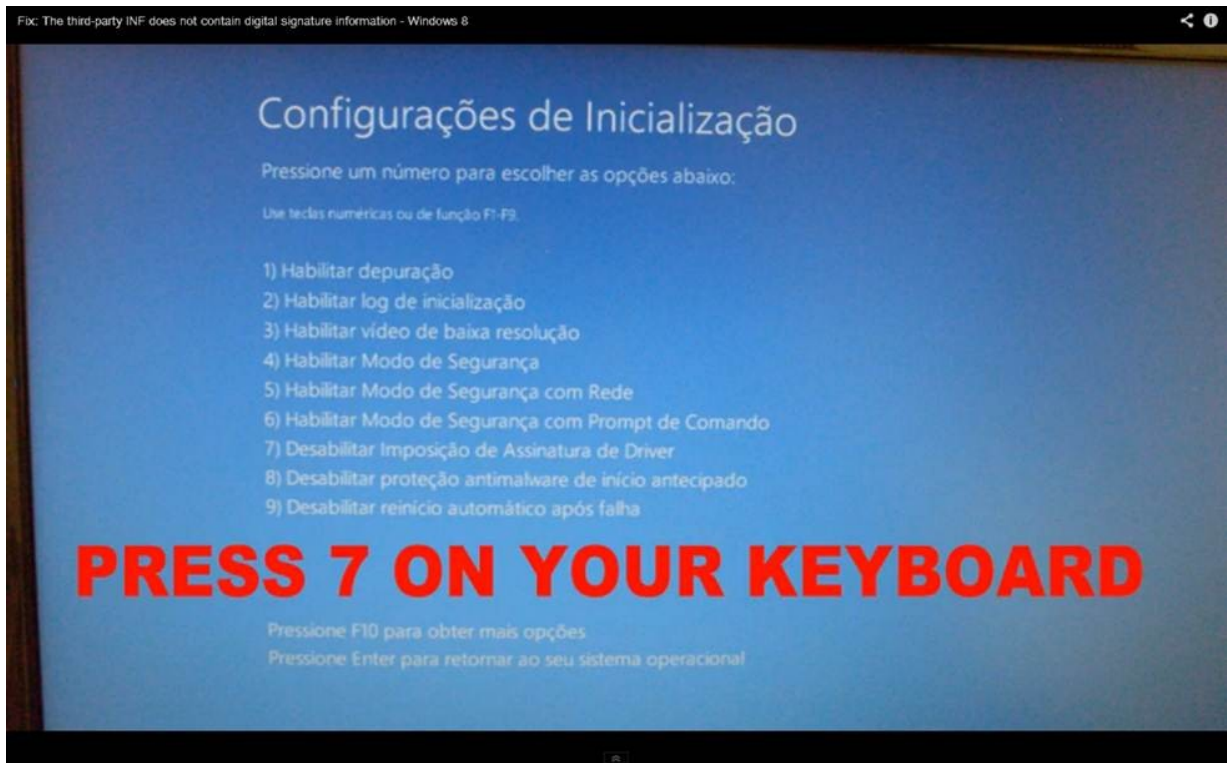 Fix: The third-party INF does not contain digital signature information - Windows 8
Configurações de Inicialização
Pressione um número para escolher as opções abaixo:
Use teclas numéricas ou de função F1-F9.
1) Habilitar depuração
2) Habilitar log de inicialização
3) Habilitar vídeo de baixa resolução
4) Habilitar Modo de Segurança
5) Habilitar Modo de Segurança com Rede
6) Habilitar Modo de Segurança com Prompt de Comando
7) Desabilitar Imposição de Assinatura de Driver
8) Desabilitar proteção antimalware de início antecipado
9) Desabilitar reinício automático após falha
PRESS 7 ON YOUR KEYBOARD
Pressione F10 para obter mais opções
Pressione Enter para retornar ao seu sistema operacional